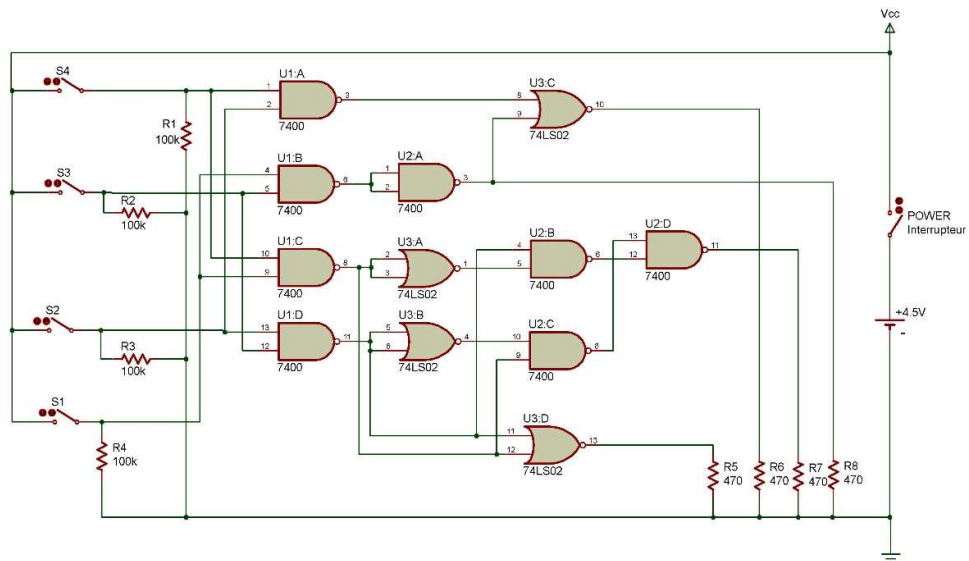 Vcc
S4
R1
100k
U1:A
1
2
3
7400
U3:C
8
9
10
74LS02
S3
R2
100k
U1:B
4
5
6
7400
U2:A
1
2
3
7400
POWER
Interrupteur
U1:C
10
9
8
7400
U3:A
2
3
1
74LS02
U2:B
4
5
6
7400
U2:D
13
12
11
7400
S2
R3
100k
U1:D
13
12
11
7400
U3:B
5
6
4
74LS02
U2:C
10
9
8
7400
+4.5V
-
S1
R4
100k
U3:D
11
12
13
74LS02
R5
470
R6
470
R7
470
R8
470